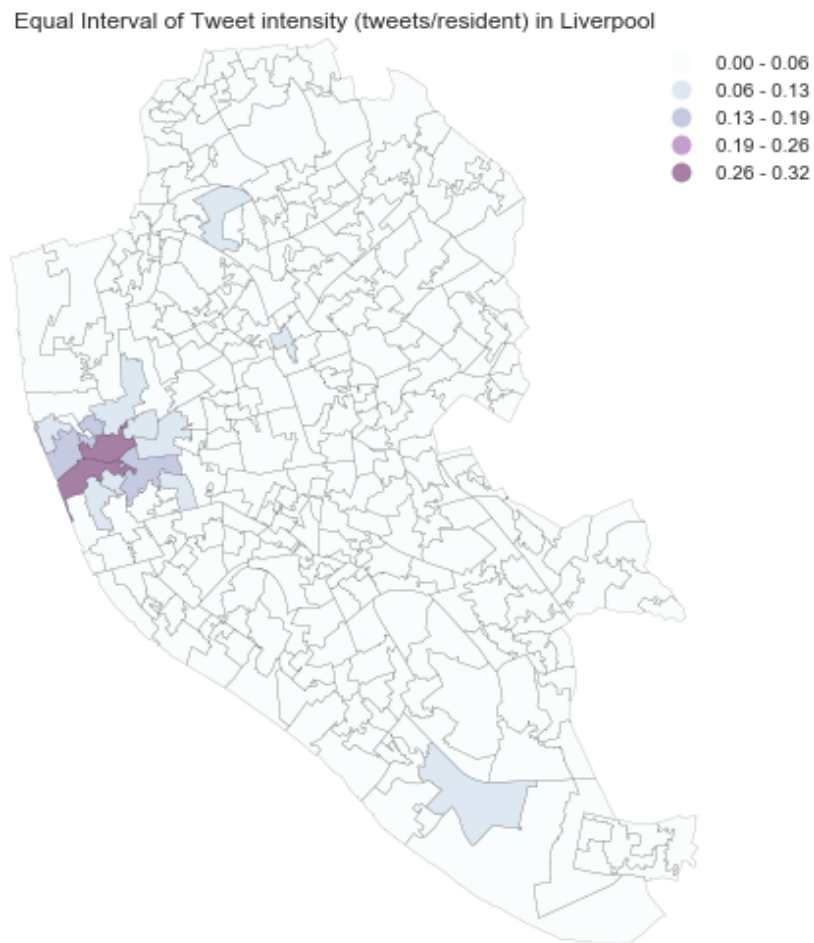 Equal Interval of Tweet intensity (tweets/resident) in Liverpool
0.00 - 0.06
0.06 - 0.13
0.13 - 0.19
0.19 - 0.26
0.26 - 0.32